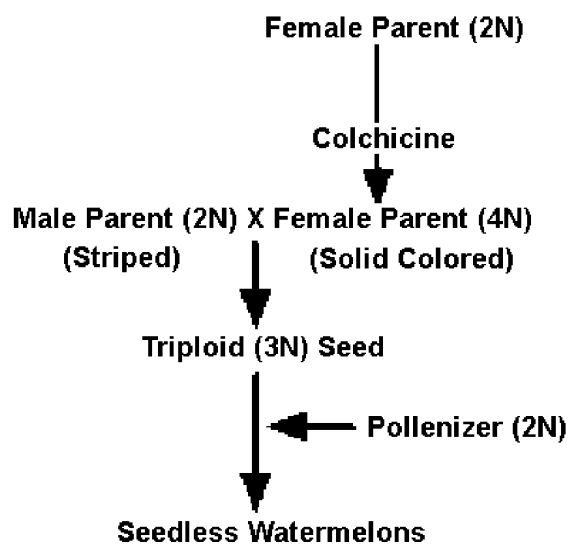 Female Parent (2N)
Colchicine
Male Parent (2N) X Female Parent (4N)
(Striped) (Solid Colored)
Triploid (3N) Seed
Pollenizer (2N)
Seedless Watermelons